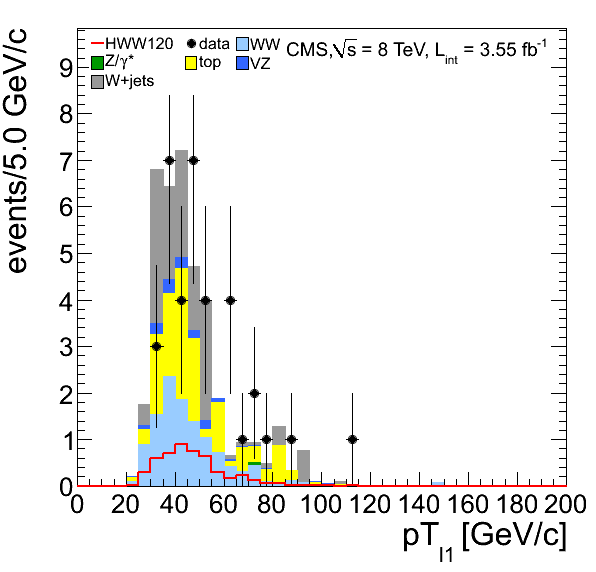 HWW120 data WW CMS,√s = 8 TeV, L_int = 3.55 fb⁻¹
Z/γ* top VZ
W+jets
events/5.0 GeV/c
9
8
7
6
5
4
3
2
1
0
0 20 40 60 80 100 120 140 160 180 200
pT_l1 [GeV/c]